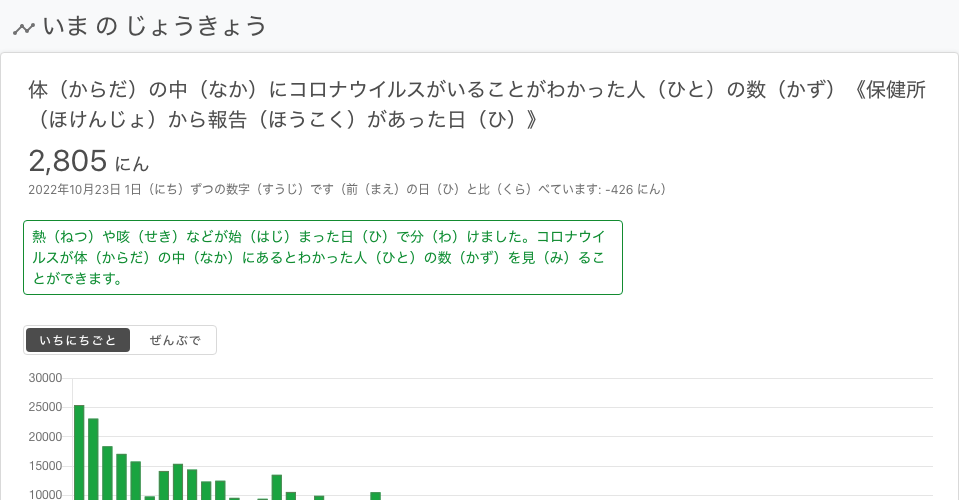 いま の じょうきょう
体（からだ）の中（なか）にコロナウイルスがいることがわかった人（ひと）の数（かず）《保健所
（ほけんじょ）から報告（ほうこく）があった日（ひ）》
2,805 にん
2022年10月23日 1日（にち）ずつの数字（すうじ）です（前（まえ）の日（ひ）と比（くら）べています: -426 にん）
熱（ねつ）や咳（せき）などが始（はじ）まった日（ひ）で分（わ）けました。コロナウイ
ルスが体（からだ）の中（なか）にあるとわかった人（ひと）の数（かず）を見（み）るこ
とができます。
いちにちごと ぜんぶで
30000
25000
20000
15000
10000